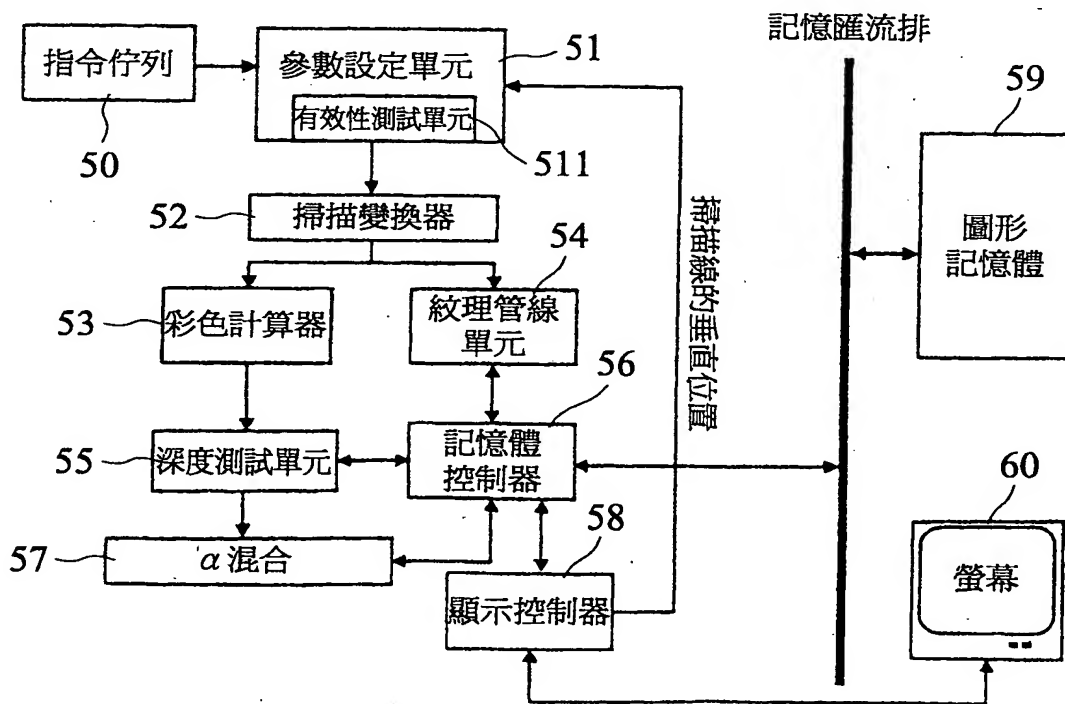 記憶匯流排
指令佇列
50
參數設定單元
51
有效性測試單元
511
59
圖形
記憶體
掃描變換器
52
掃描線的垂直位置
54
彩色計算器
53
紋理管線
單元
56
深度測試單元
55
記憶體
控制器
60
螢幕
α混合
57
58
顯示控制器